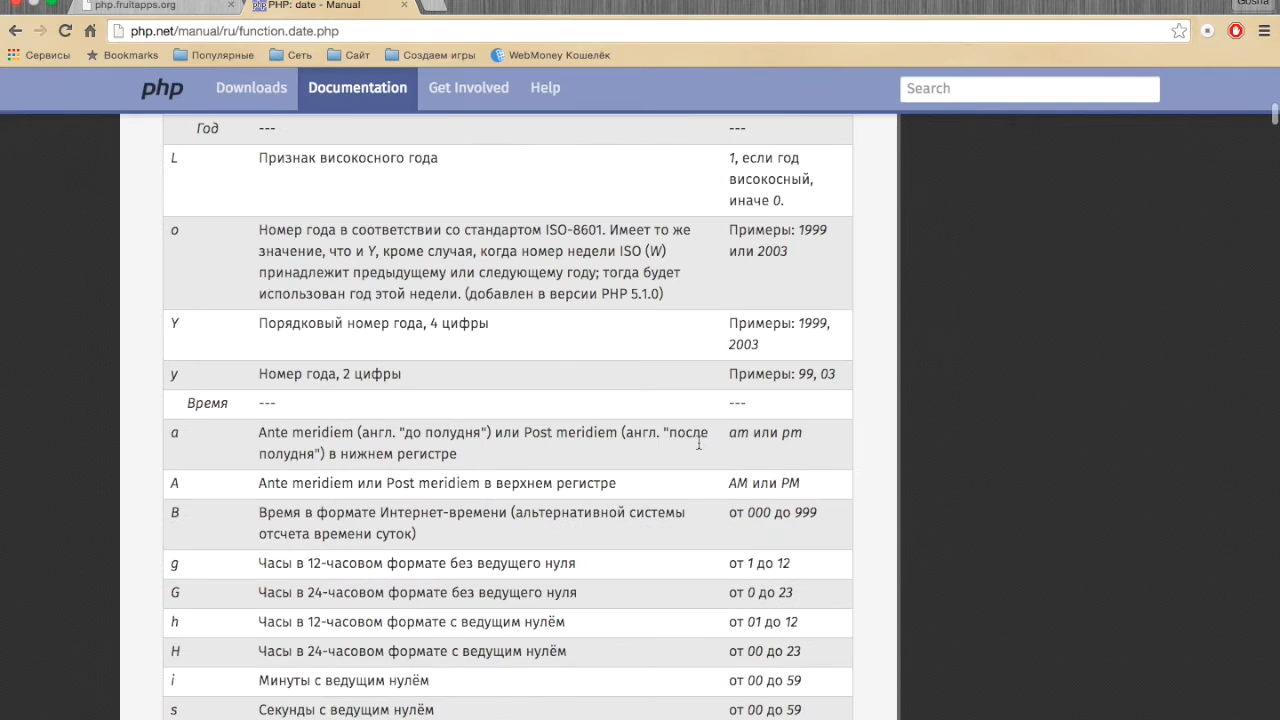 php.fruitapps.org
PHP: date - Manual
Gosha
php.net/manual/ru/function.date.php
Сервисы
Bookmarks
Популярные
Сеть
Сайт
Создаем игры
WebMoney Кошелёк
php
Downloads
Documentation
Get Involved
Help
Search
Год --- ---
L Признак високосного года 1, если год
високосный,
иначе 0.
o Номер года в соответствии со стандартом ISO-8601. Имеет то же Примеры: 1999
значение, что и Y, кроме случая, когда номер недели ISO (W) или 2003
принадлежит предыдущему или следующему году; тогда будет
использован год этой недели. (добавлен в версии PHP 5.1.0)
Y Порядковый номер года, 4 цифры Примеры: 1999,
2003
y Номер года, 2 цифры Примеры: 99, 03
Время --- ---
a Ante meridiem (англ. "до полудня") или Post meridiem (англ. "после am или pm
полудня") в нижнем регистре
A Ante meridiem или Post meridiem в верхнем регистре AM или PM
B Время в формате Интернет-времени (альтернативной системы от 000 до 999
отсчета времени суток)
g Часы в 12-часовом формате без ведущего нуля от 1 до 12
G Часы в 24-часовом формате без ведущего нуля от 0 до 23
h Часы в 12-часовом формате с ведущим нулём от 01 до 12
H Часы в 24-часовом формате с ведущим нулём от 00 до 23
i Минуты с ведущим нулём от 00 до 59
s Секунды с ведущим нулём от 00 до 59